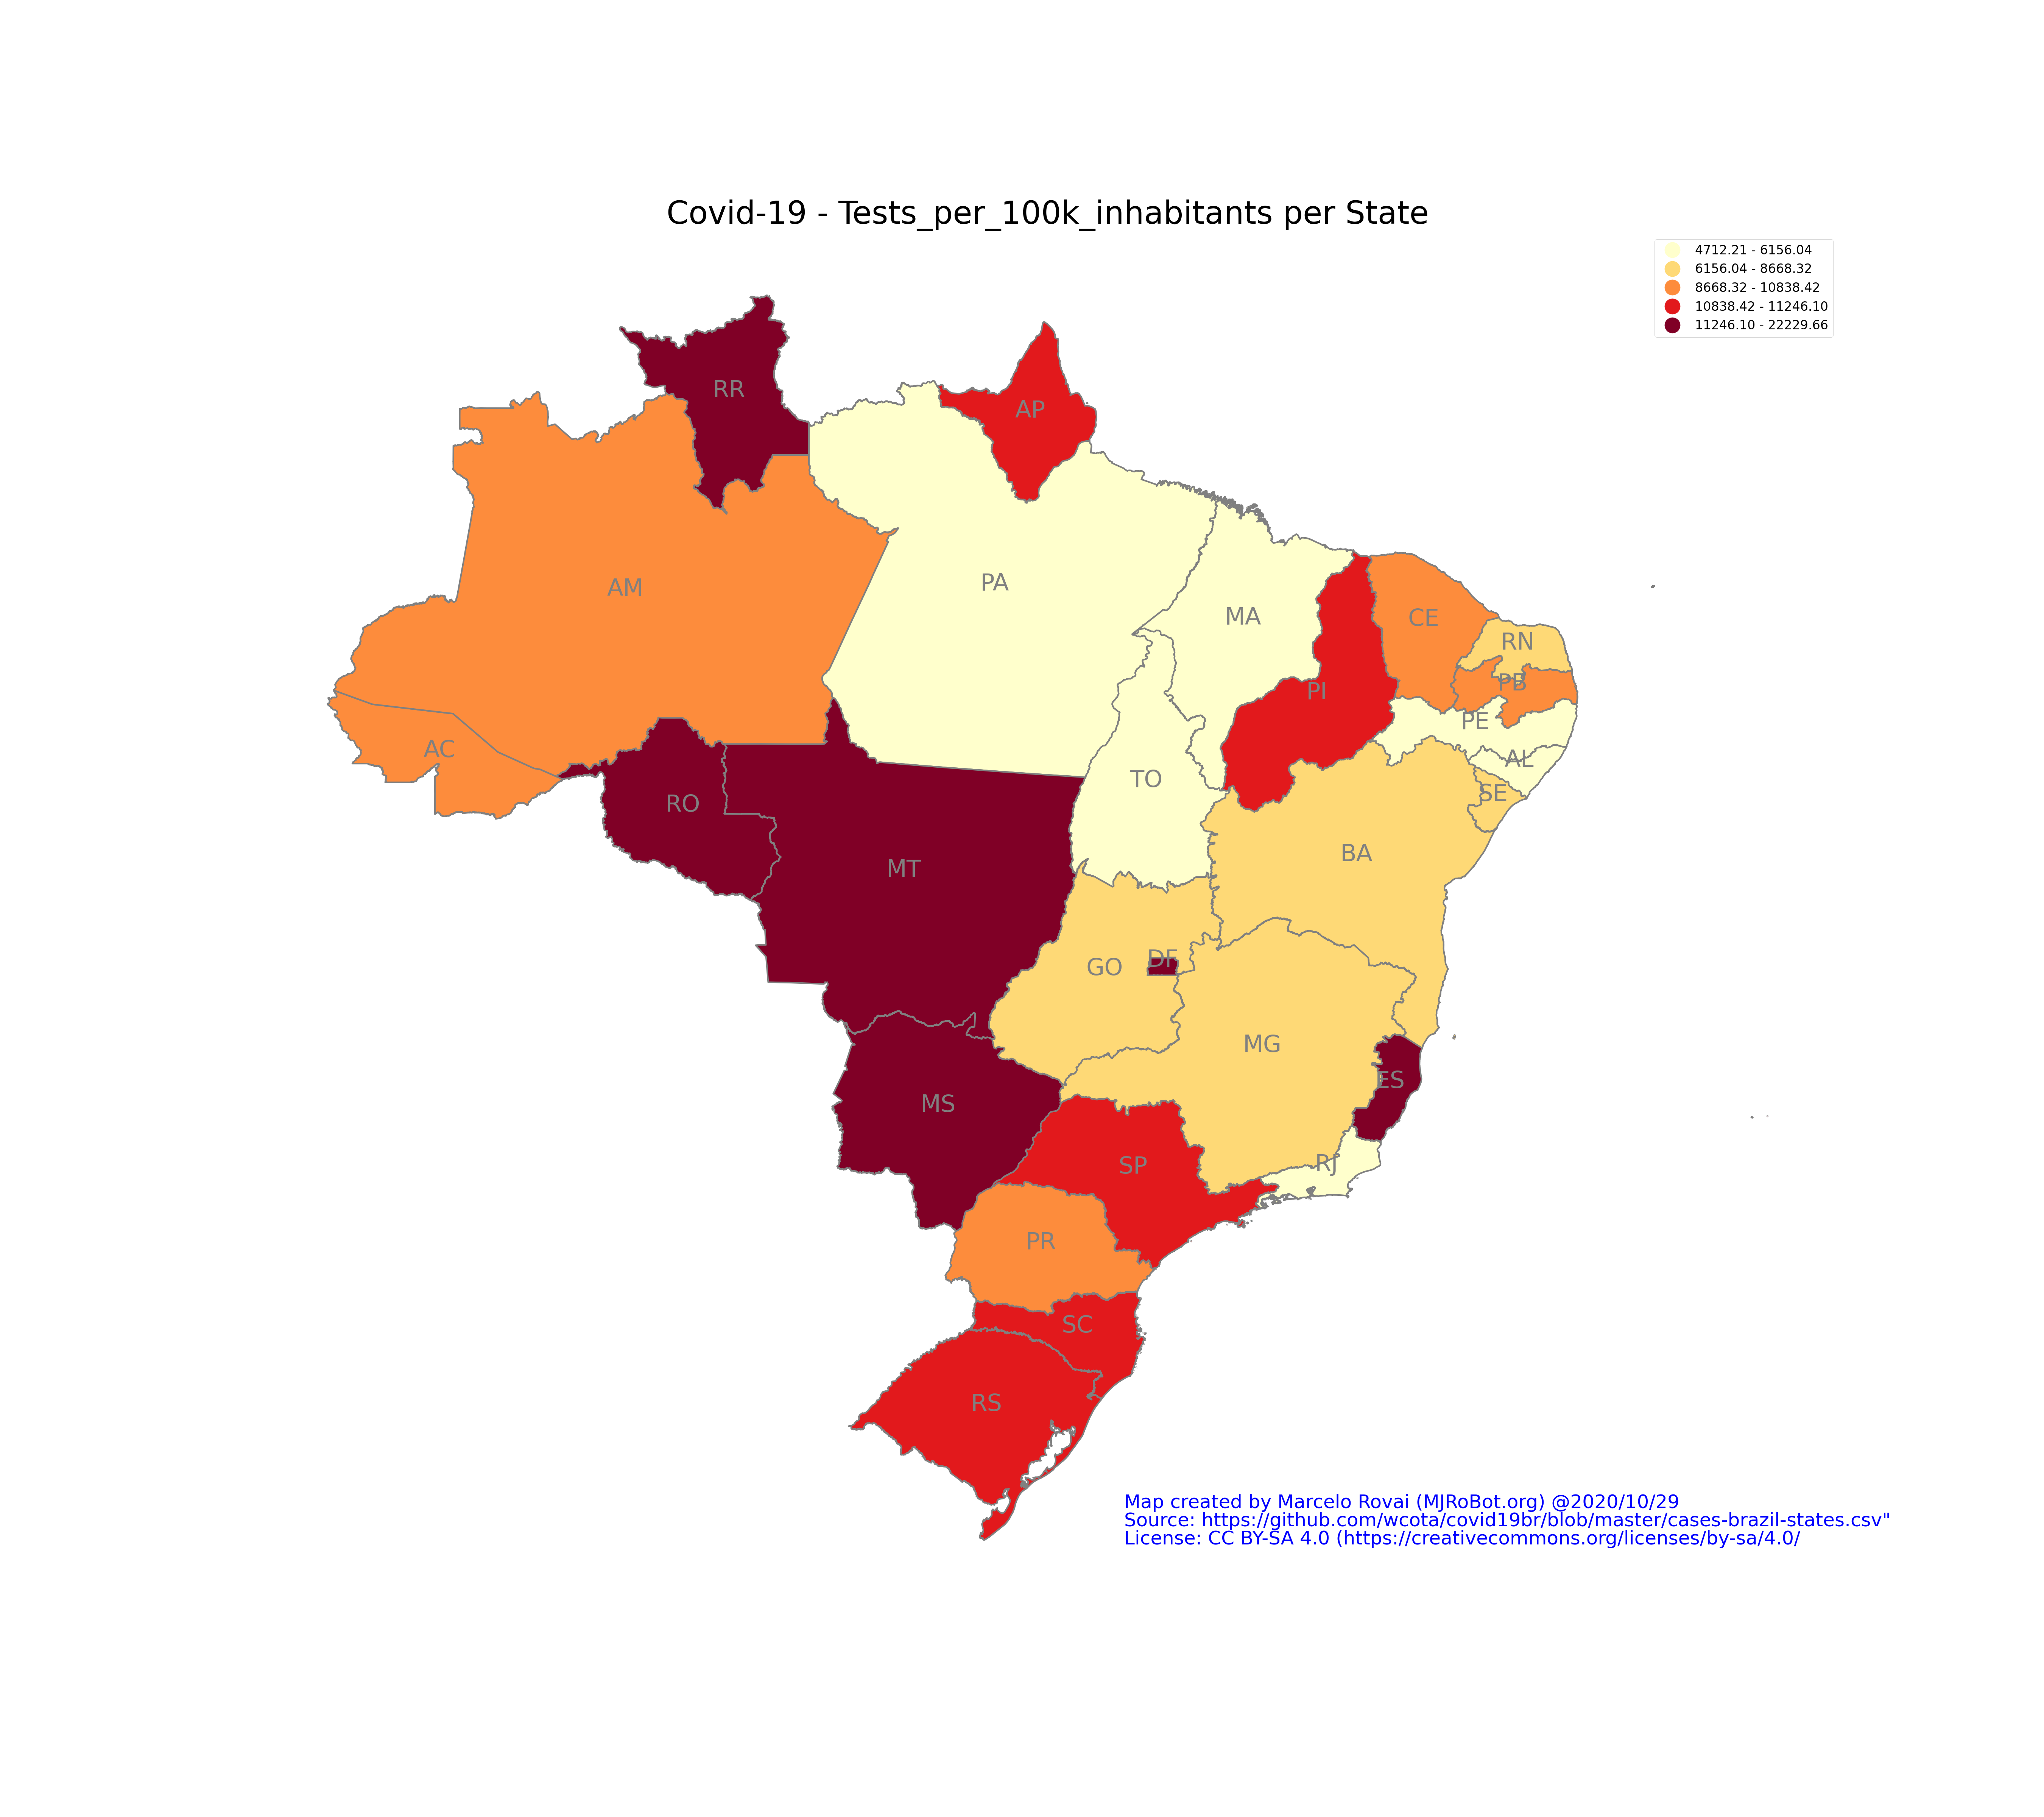 Covid-19 - Tests_per_100k_inhabitants per State
4712.21 - 6156.04
6156.04 - 8668.32
8668.32 - 10838.42
10838.42 - 11246.10
11246.10 - 22229.66
RR
AP
AM
PA
MA
CE
RN
PB
PI
PE
AC
AL
TO
SE
RO
BA
MT
DF
GO
MG
ES
MS
RJ
SP
PR
SC
RS
Map created by Marcelo Rovai (MJRoBot.org) @2020/10/29
Source: https://github.com/wcota/covid19br/blob/master/cases-brazil-states.csv"
License: CC BY-SA 4.0 (https://creativecommons.org/licenses/by-sa/4.0/